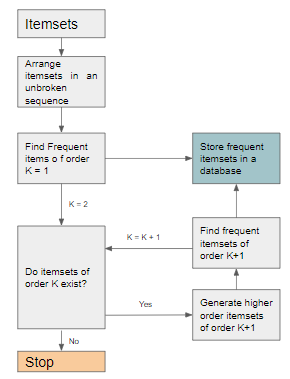 Itemsets
Arrange
itemsets in an
unbroken
sequence
Find Frequent
items o f order
K = 1
Store frequent
itemsets in a
database
K = 2
Find frequent
itemsets of
order K+1
K = K + 1
Do itemsets of
order K exist?
Yes
Generate higher
order itemsets
of order K+1
No
Stop